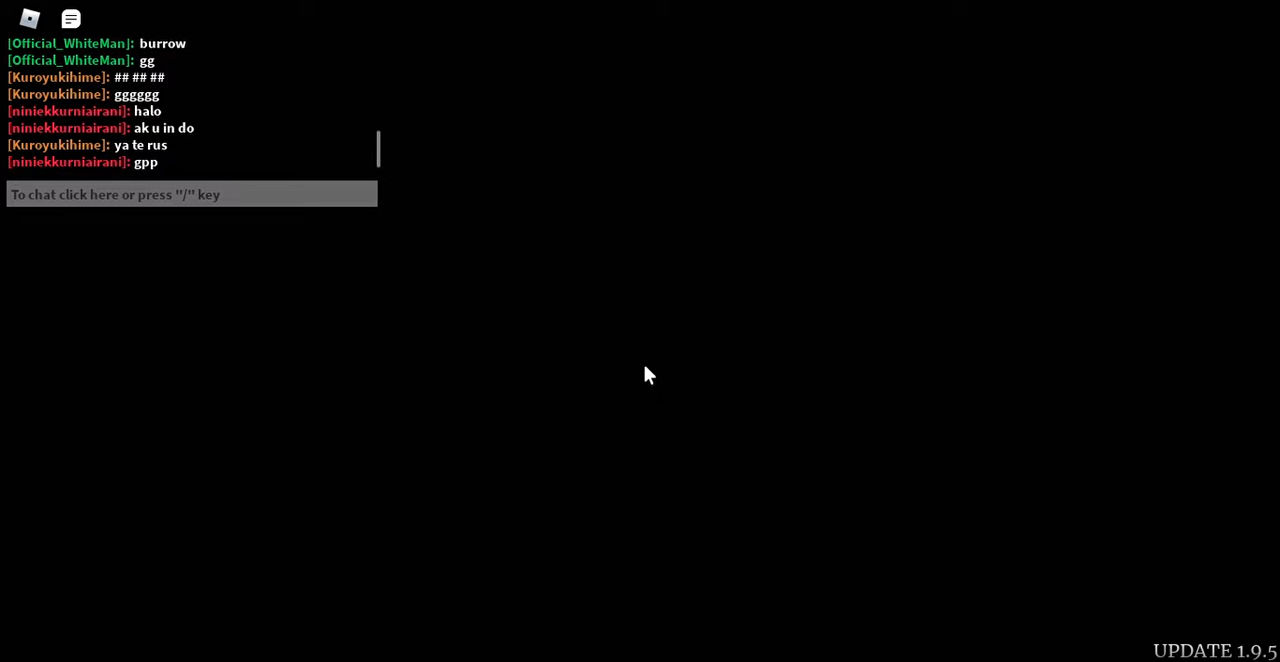 [Official_WhiteMan]: burrow
[Official_WhiteMan]: gg
[Kuroyukihime]: ## ## ##
[Kuroyukihime]: gggggg
[niniekkurniairani]: halo
[niniekkurniairani]: ak u in do
[Kuroyukihime]: ya te rus
[niniekkurniairani]: gpp
To chat click here or press "/" key
UPDATE 1.9.5